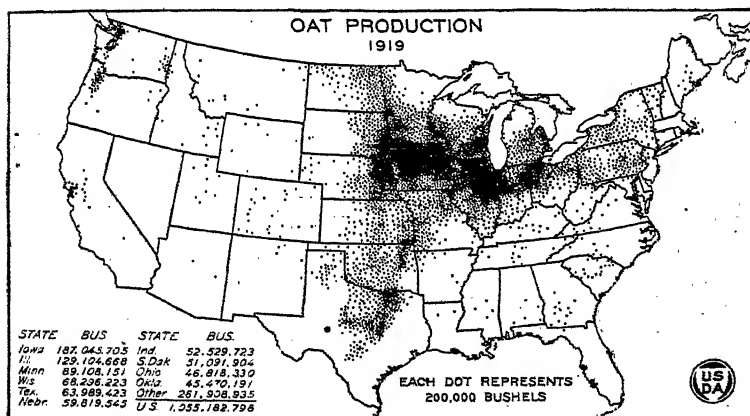 OAT PRODUCTION
1919
STATE BUS STATE BUS.
Iowa 187,045,705 Ind. 52,529,723
Ill. 129,104,668 S.Dak 51,091,904
Minn 89,108,151 Ohio 46,818,330
Wis 68,296,223 Okla. 45,470,191
Tex. 63,989,423 Other 261,908,935
Nebr. 59,819,545 U.S. 1,055,182,798
EACH DOT REPRESENTS
200,000 BUSHELS
US
DA